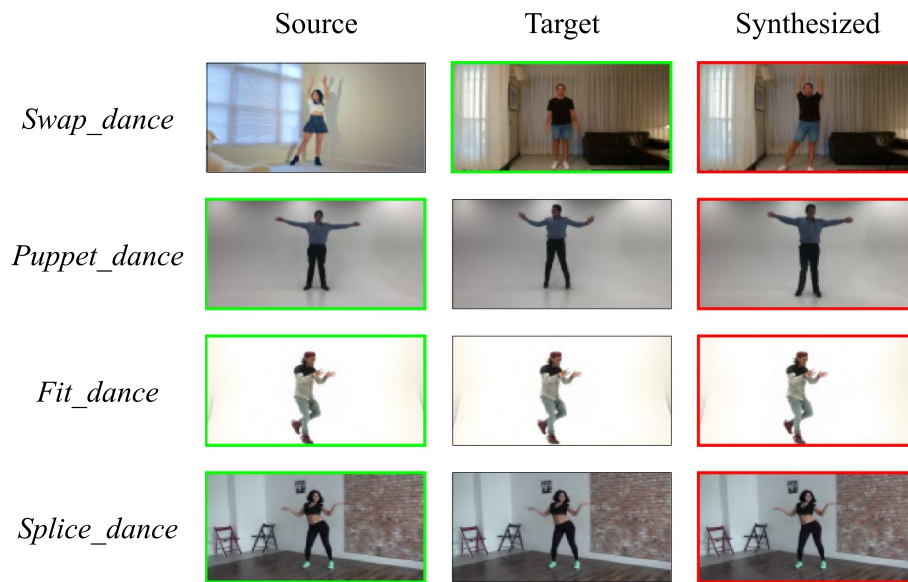 Source Target Synthesized
Swap_dance
Puppet_dance
Fit_dance
Splice_dance